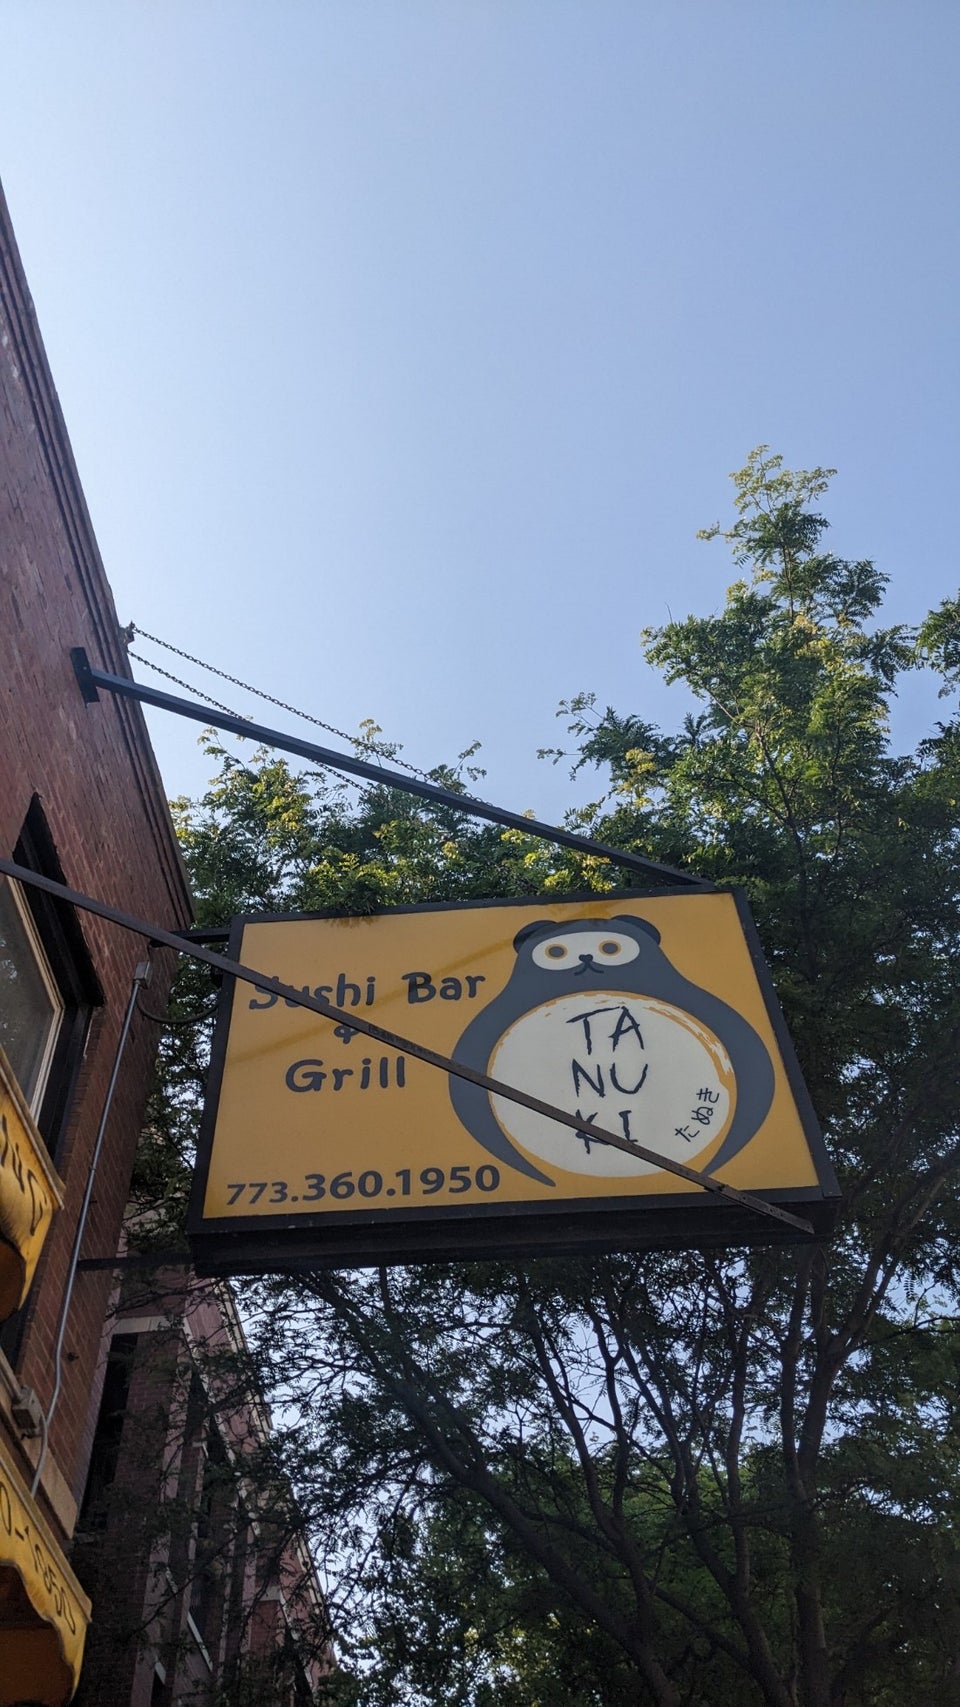 Sushi Bar
&
Grill
773.360.1950
TA
NU
KI
たぬき